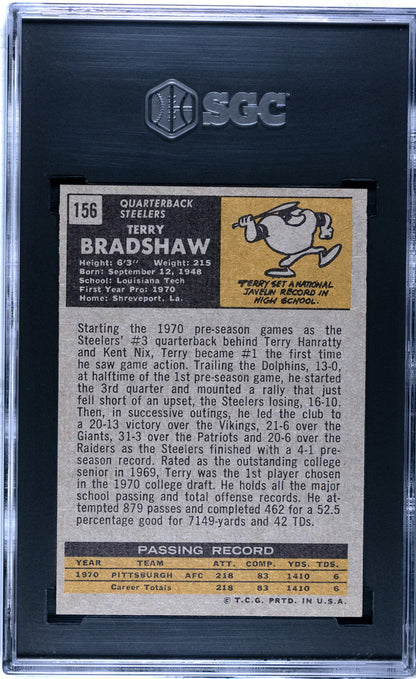 SGC
156
QUARTERBACK
STEELERS
TERRY
BRADSHAW
Height: 6'3" Weight: 215
Born: September 12, 1948
School: Louisiana Tech
First Year Pro: 1970
Home: Shreveport, La.
TERRY SET A NATIONAL
JAVELIN RECORD IN
HIGH SCHOOL.
Starting the 1970 pre-season games as the
Steelers' #3 quarterback behind Terry Hanratty
and Kent Nix, Terry became #1 the first time
he saw game action. Trailing the Dolphins, 13-0,
at halftime of the 1st pre-season game, he started
the 3rd quarter and mounted a rally that just
fell short of an upset, the Steelers losing, 16-10.
Then, in successive outings, he led the club to
a 20-13 victory over the Vikings, 21-6 over the
Giants, 31-3 over the Patriots and 20-6 over the
Raiders as the Steelers finished with a 4-1 pre-
season record. Rated as the outstanding college
senior in 1969, Terry was the 1st player chosen
in the 1970 college draft. He holds all the major
school passing and total offense records. He at-
tempted 879 passes and completed 462 for a 52.5
percentage good for 7149-yards and 42 TDs.
PASSING RECORD
YEAR TEAM ATT. COMP. YDS. TDS.
1970 PITTSBURGH AFC 218 83 1410 6
Career Totals 218 83 1410 6
© T.C.G. PRTD. IN U.S.A.